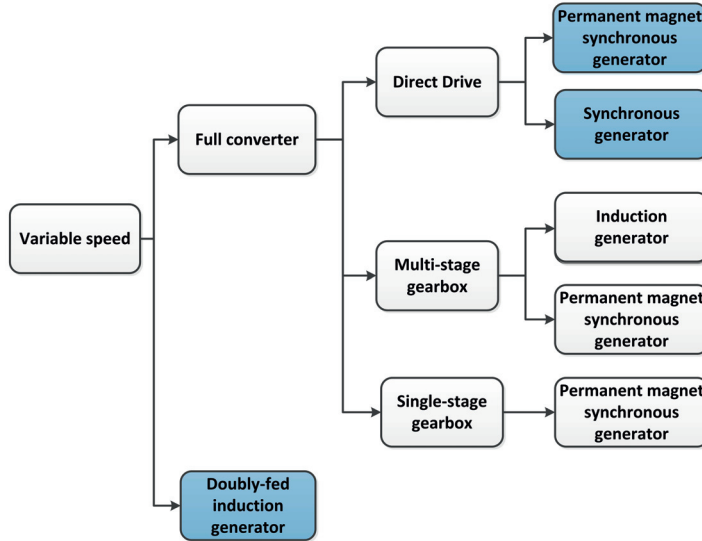 Permanent magnet
synchronous
generator
Direct Drive
Synchronous
generator
Full converter
Variable speed
Induction
generator
Multi-stage
gearbox
Permanent magnet
synchronous
generator
Single-stage
gearbox
Permanent magnet
synchronous
generator
Doubly-fed
induction
generator